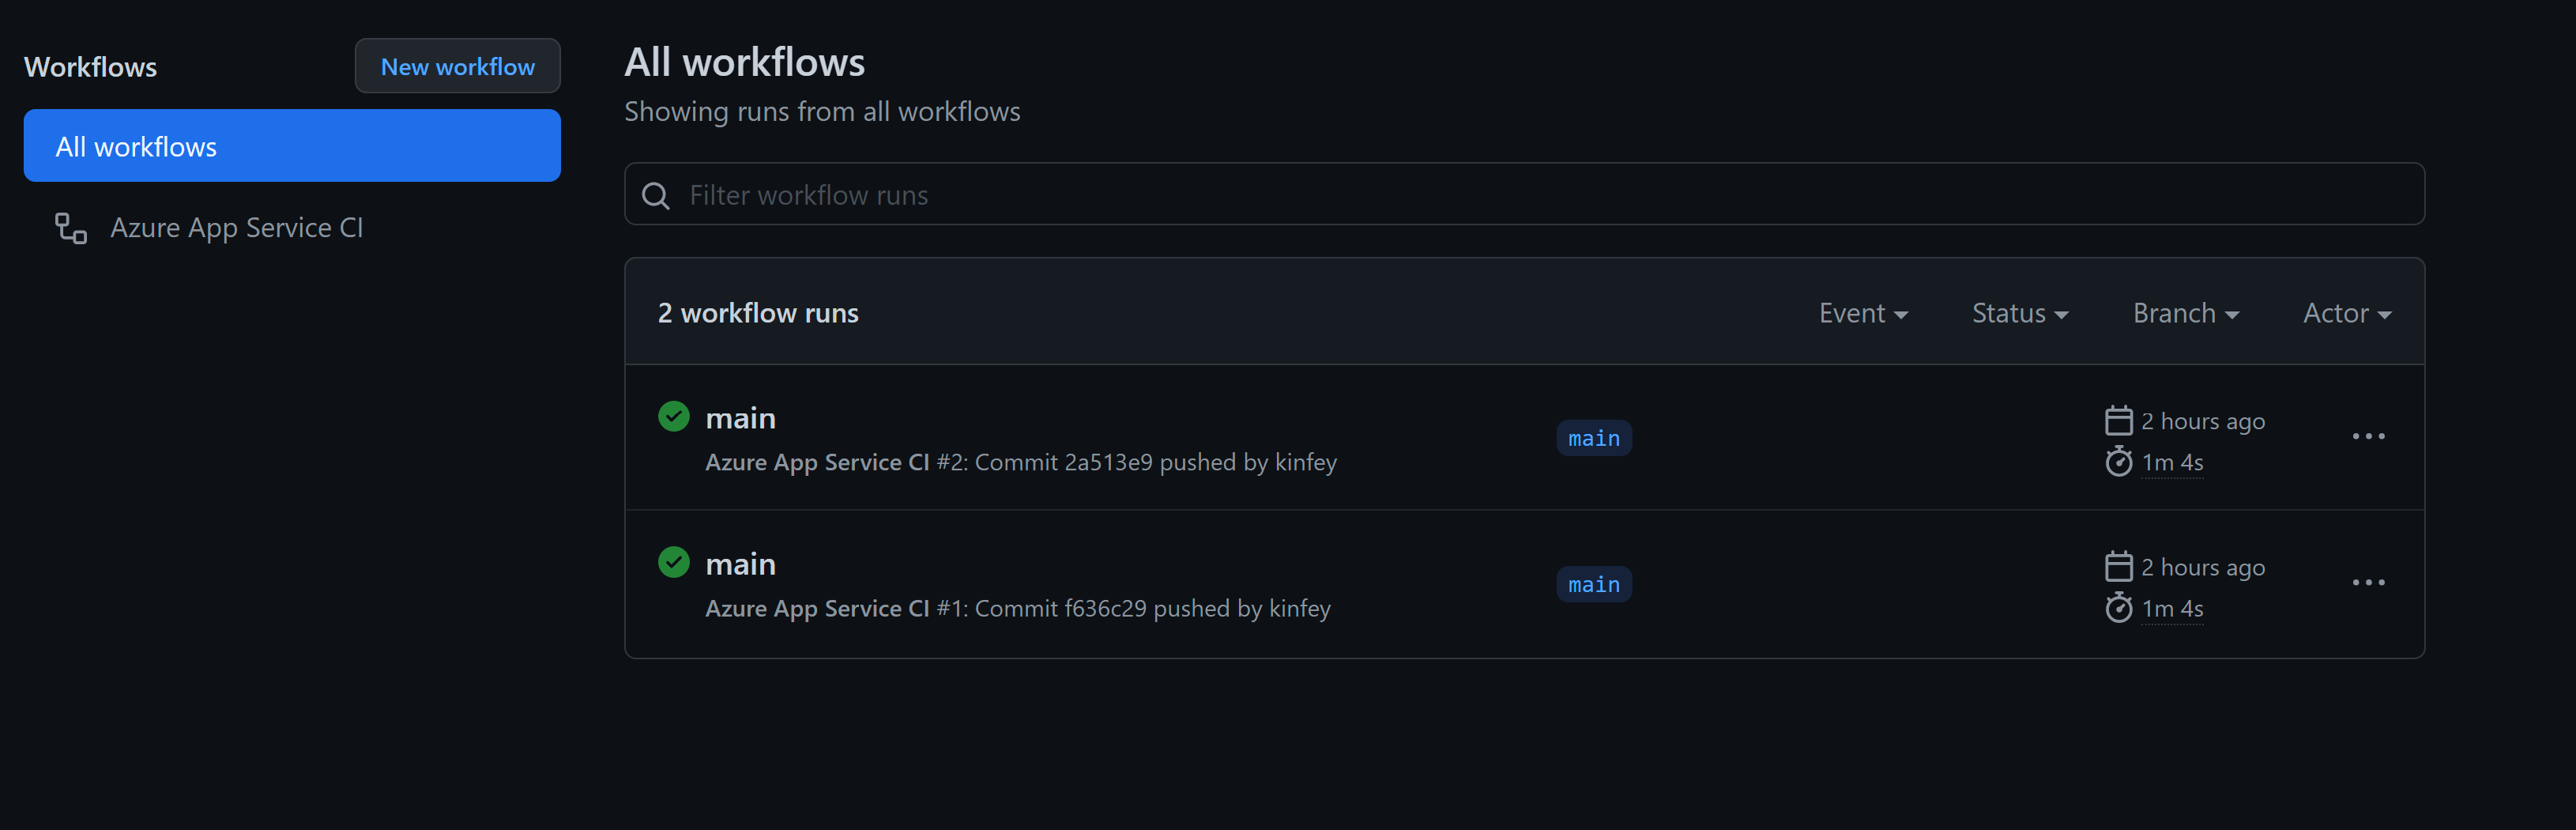 Workflows
New workflow
All workflows
Azure App Service CI
All workflows
Showing runs from all workflows
Filter workflow runs
2 workflow runs
Event
Status
Branch
Actor
main
Azure App Service CI #2: Commit 2a513e9 pushed by kinfey
main
2 hours ago
1m 4s
main
Azure App Service CI #1: Commit f636c29 pushed by kinfey
main
2 hours ago
1m 4s